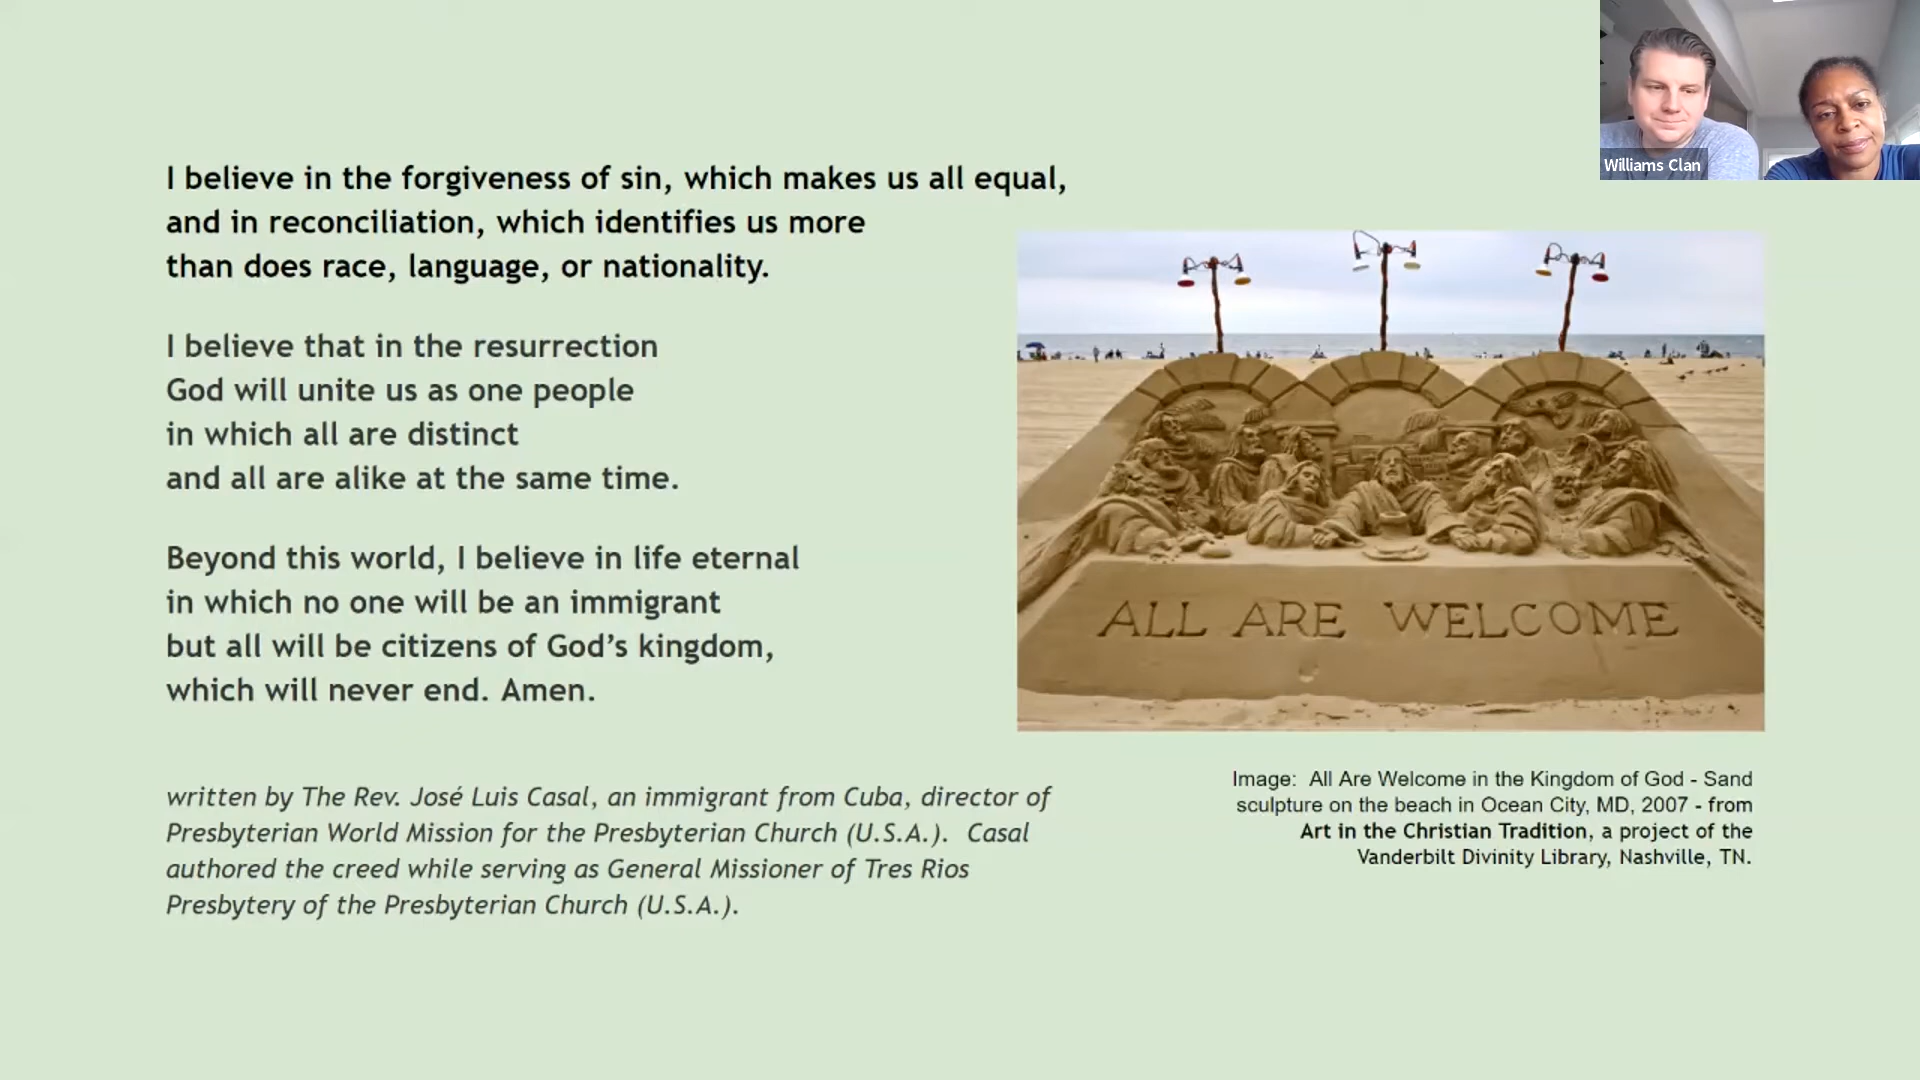 I believe in the forgiveness of sin, which makes us all equal,
and in reconciliation, which identifies us more
than does race, language, or nationality.
I believe that in the resurrection
God will unite us as one people
in which all are distinct
and all are alike at the same time.
Beyond this world, I believe in life eternal
in which no one will be an immigrant
but all will be citizens of God’s kingdom,
which will never end. Amen.
written by The Rev. José Luis Casal, an immigrant from Cuba, director of
Presbyterian World Mission for the Presbyterian Church (U.S.A.). Casal
authored the creed while serving as General Missioner of Tres Rios
Presbytery of the Presbyterian Church (U.S.A.).
Williams Clan
ALL ARE WELCOME
Image: All Are Welcome in the Kingdom of God - Sand
sculpture on the beach in Ocean City, MD, 2007 - from
Art in the Christian Tradition, a project of the
Vanderbilt Divinity Library, Nashville, TN.